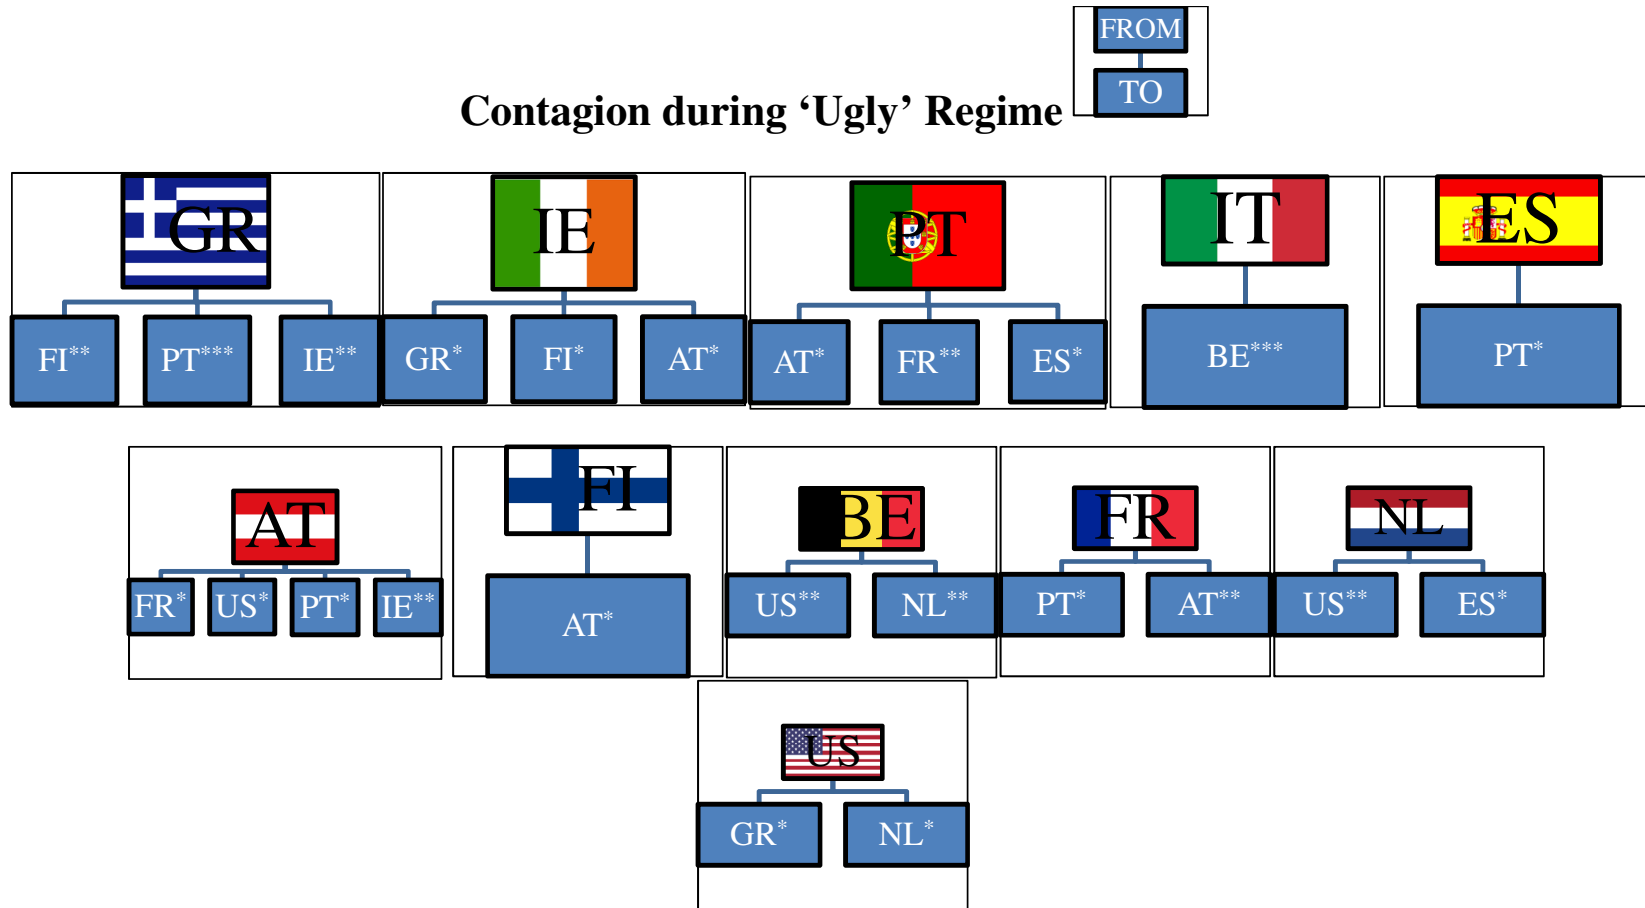 FROM
TO
Contagion during ‘Ugly’ Regime
GR
FI** PT*** IE**
IE
GR* FI* AT*
PT
AT* FR** ES*
IT
BE***
ES
PT*
AT
FR* US* PT* IE**
FI
AT*
BE
US** NL**
FR
PT* AT**
NL
US** ES*
US
GR* NL*